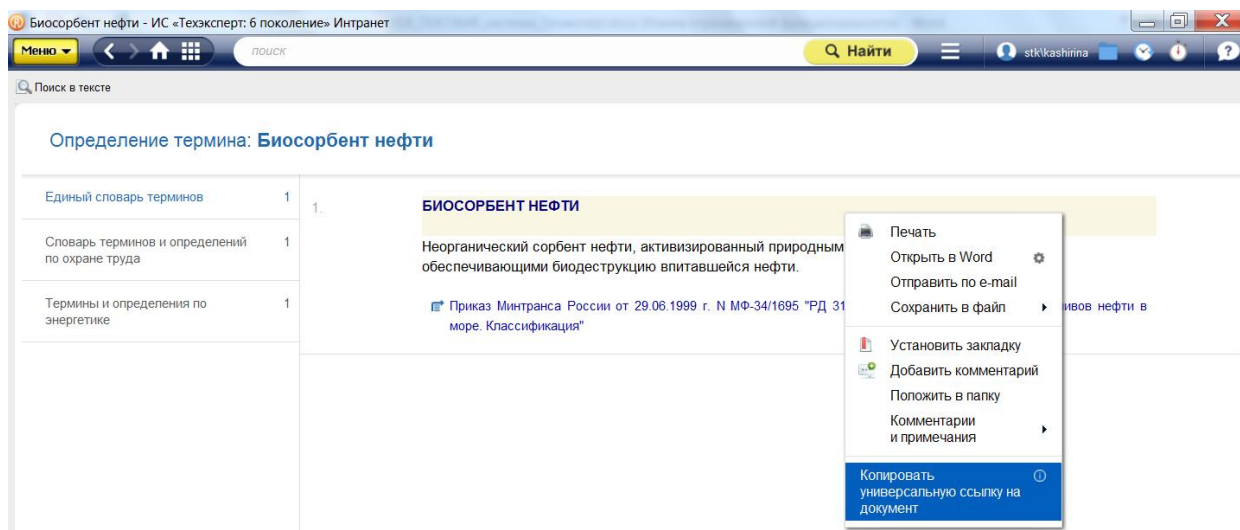 Биосорбент нефти - ИС «Техэксперт: 6 поколение» Интранет
Меню
поиск
Найти
stk\kashirina
Поиск в тексте
Определение термина: Биосорбент нефти
Единый словарь терминов 1
Словарь терминов и определений 1
по охране труда
Термины и определения по 1
энергетике
1.
БИОСОРБЕНТ НЕФТИ
Неорганический сорбент нефти, активизированный природным
обеспечивающими биодеструкцию впитавшейся нефти.
Приказ Минтранса России от 29.06.1999 г. N МФ-34/1695 "РД 31
ивов нефти в
море. Классификация"
Печать
Открыть в Word
Отправить по e-mail
Сохранить в файл
Установить закладку
Добавить комментарий
Положить в папку
Комментарии
и примечания
Копировать
универсальную ссылку на
документ